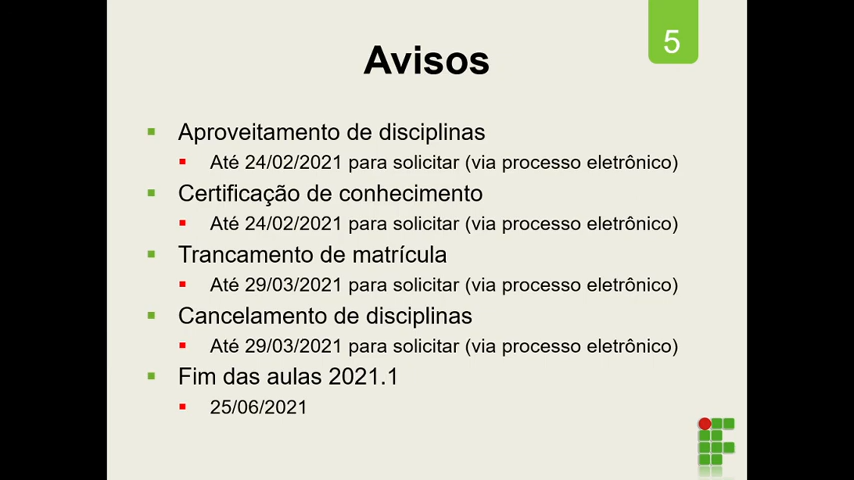 5
Avisos
Aproveitamento de disciplinas
Até 24/02/2021 para solicitar (via processo eletrônico)
Certificação de conhecimento
Até 24/02/2021 para solicitar (via processo eletrônico)
Trancamento de matrícula
Até 29/03/2021 para solicitar (via processo eletrônico)
Cancelamento de disciplinas
Até 29/03/2021 para solicitar (via processo eletrônico)
Fim das aulas 2021.1
25/06/2021